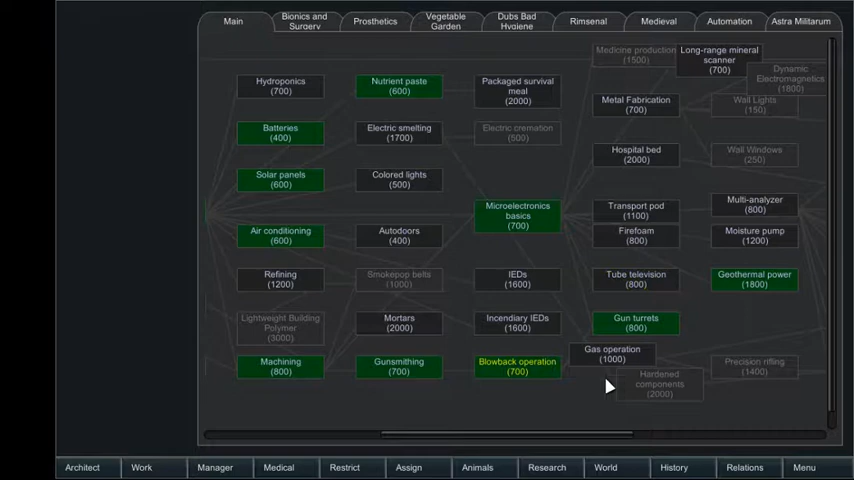 Main
Bionics and
Surgery
Prosthetics
Vegetable
Garden
Dubs Bad
Hygiene
Rimsenal
Medieval
Automation
Astra Militarum
Medicine production
(1500)
Long-range mineral
scanner
(700)
Dynamic
Electromagnetics
(1800)
Hydroponics
(700)
Nutrient paste
(600)
Packaged survival
meal
(2000)
Metal Fabrication
(700)
Wall Lights
(150)
Batteries
(400)
Electric smelting
(1700)
Electric cremation
(500)
Hospital bed
(2000)
Wall Windows
(250)
Solar panels
(600)
Colored lights
(500)
Microelectronics
basics
(700)
Transport pod
(1100)
Multi-analyzer
(800)
Air conditioning
(600)
Autodoors
(400)
Firefoam
(800)
Moisture pump
(1200)
Refining
(1200)
Smokepop belts
(1000)
IEDs
(1600)
Tube television
(800)
Geothermal power
(1800)
Lightweight Building
Polymer
(3000)
Mortars
(2000)
Incendiary IEDs
(1600)
Gun turrets
(800)
Gas operation
(1000)
Machining
(800)
Gunsmithing
(700)
Blowback operation
(700)
Hardened
components
(2000)
Precision rifling
(1400)
Architect
Work
Manager
Medical
Restrict
Assign
Animals
Research
World
History
Relations
Menu